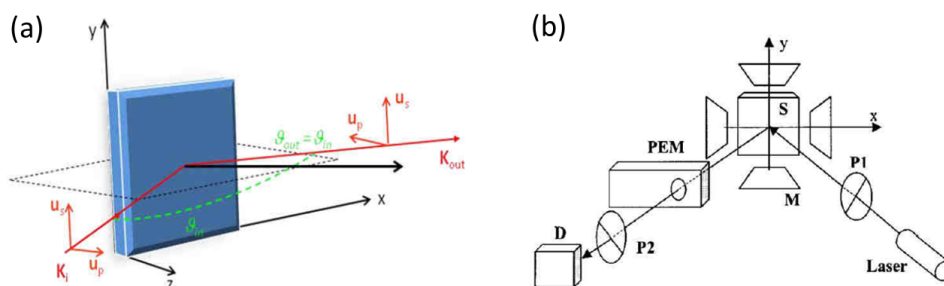 (a)
y
u_s
u_p
ϑ_out = ϑ_in
K_out
x
ϑ_in
u_s
u_p
K_i
z
(b)
y
S
x
PEM
P1
M
D
P2
Laser